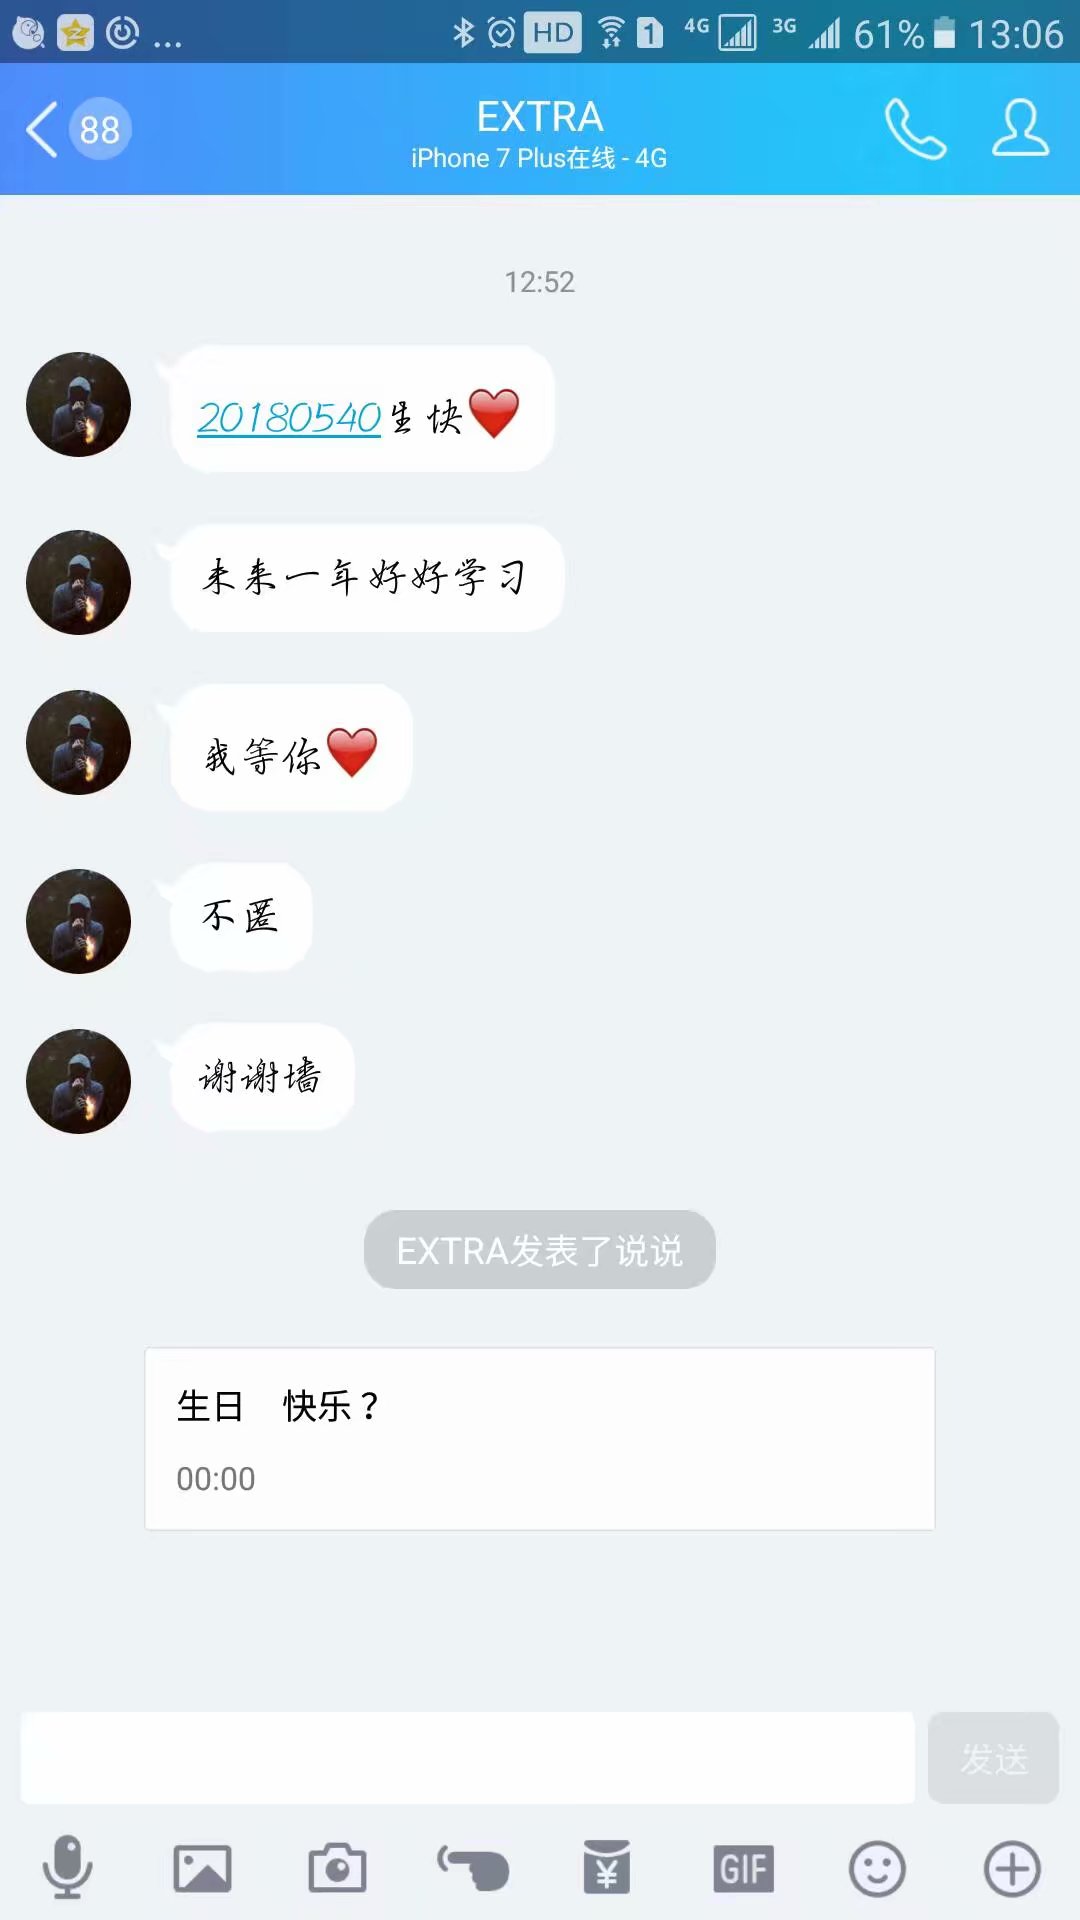 ... HD 1 4G 3G 61% 13:06
88
EXTRA
iPhone 7 Plus在线 - 4G
12:52
20180540生快❤️
未来一年好好学习
我等你❤️
不匿
谢谢墙
EXTRA发表了说说
生日 快乐？
00:00
发送
GIF